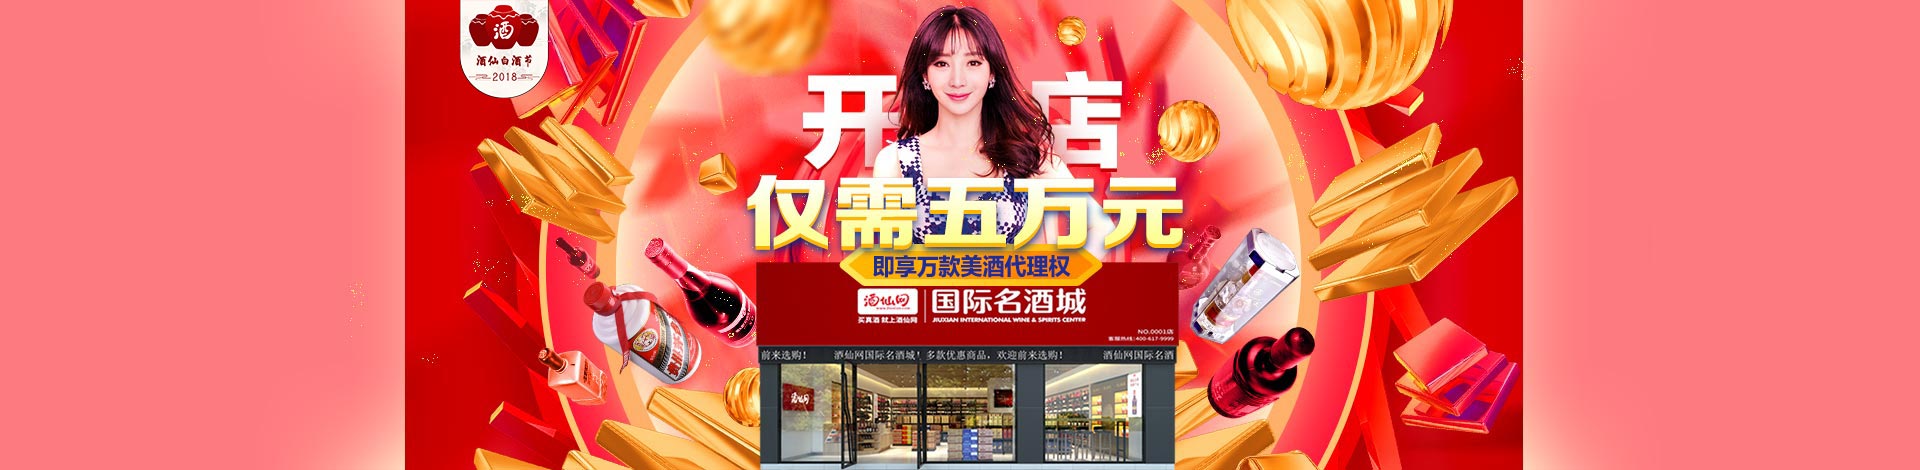 酒
酒仙白酒节
2018
开店
仅需五万元
即享万款美酒代理权
酒仙网
买真酒 就上酒仙网
国际名酒城
JIUXIAN INTERNATIONAL WINE & SPIRITS CENTER
NO.0001店
客服热线:400-617-9999
前来选购! 酒仙网国际名酒城!多款优惠商品,欢迎前来选购! 酒仙网国际名酒
酒仙网